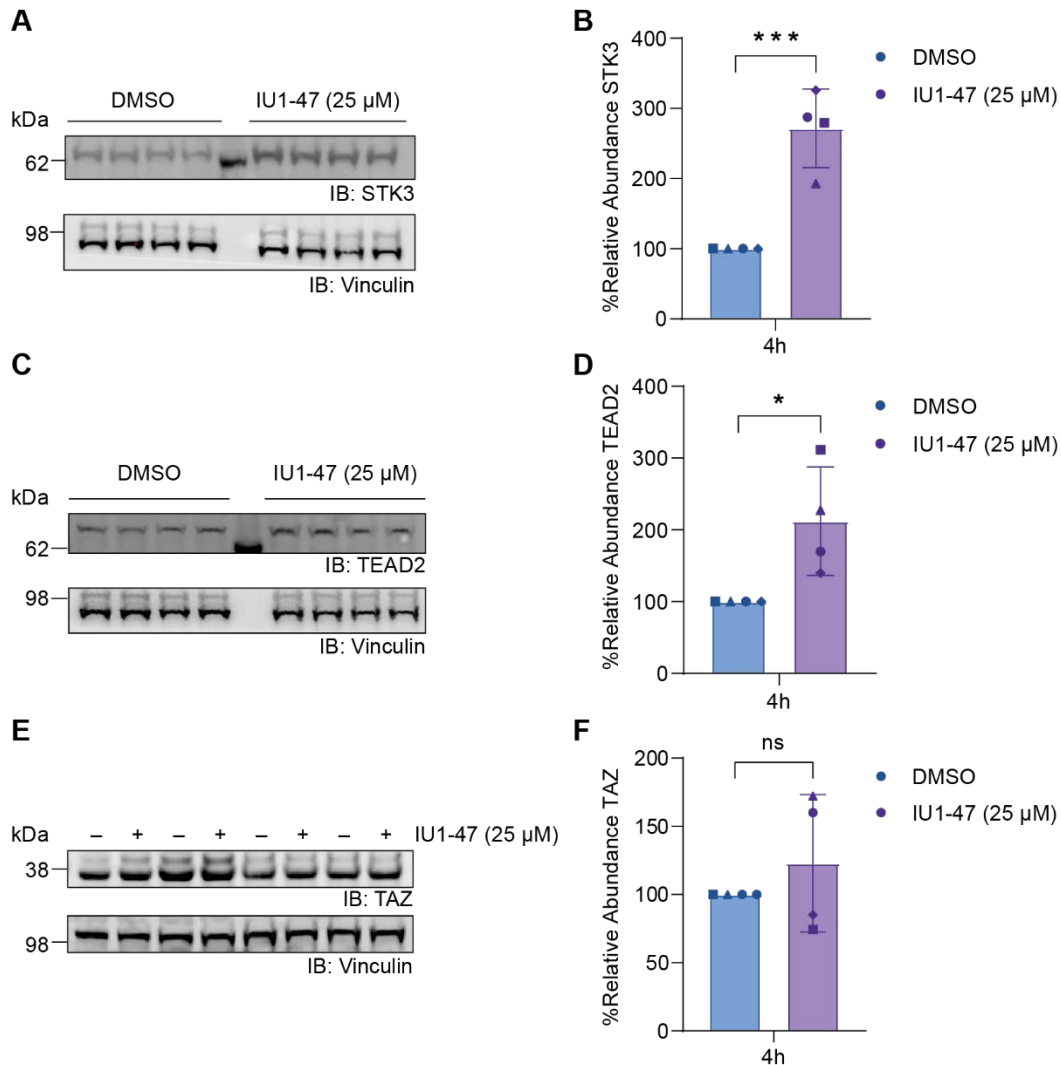 A
DMSO IU1-47 (25 µM)
kDa
62
IB: STK3
98
IB: Vinculin
B
%Relative Abundance STK3
400
300
200
100
0
***
4h
DMSO
IU1-47 (25 µM)
C
DMSO IU1-47 (25 µM)
kDa
62
IB: TEAD2
98
IB: Vinculin
D
%Relative Abundance TEAD2
400
300
200
100
0
*
4h
DMSO
IU1-47 (25 µM)
E
kDa – + – + – + – + IU1-47 (25 µM)
38
IB: TAZ
98
IB: Vinculin
F
%Relative Abundance TAZ
200
150
100
50
0
ns
4h
DMSO
IU1-47 (25 µM)